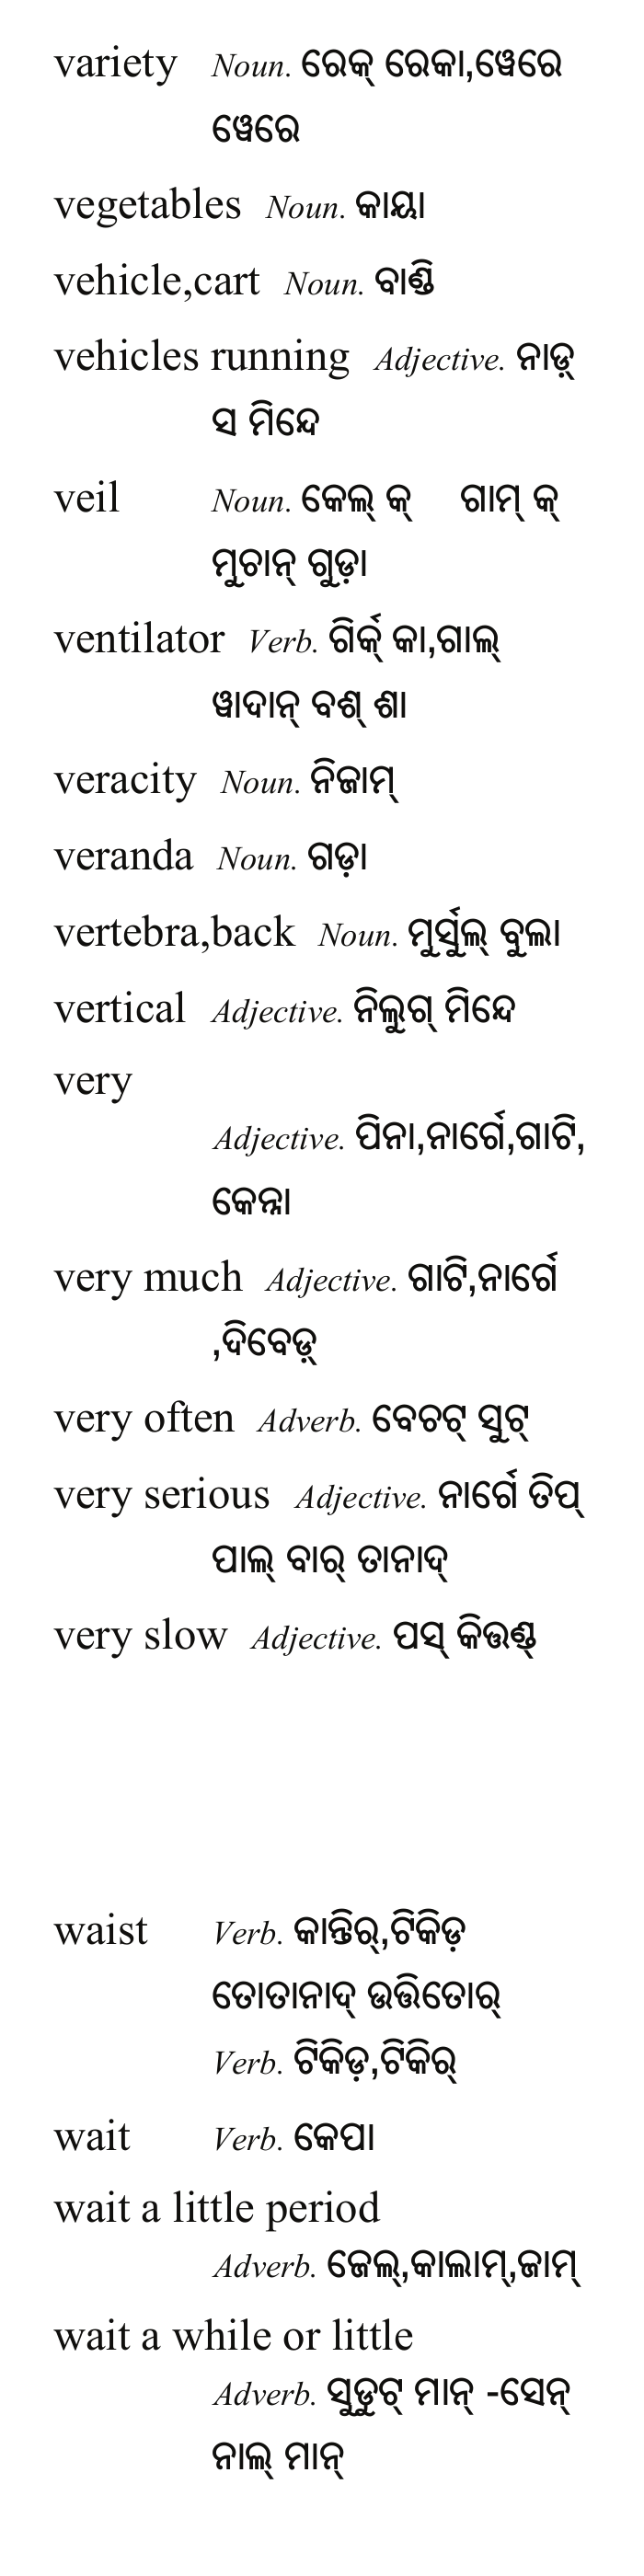 variety Noun. ରେକ୍ ରେକା,ୱେରେ
ୱେରେ
vegetables Noun. କାୟା
vehicle,cart Noun. ବାଣ୍ଡି
vehicles running Adjective. ନାଡ଼୍
ସ ମିନ୍ଦେ
veil Noun. କେଲ୍ କ୍ ଗାମ୍ କ୍
ମୁଚାନ୍ ଗୁଡ଼ା
ventilator Verb. ଗିର୍କ୍ କା,ଗାଲ୍
ୱାଦାନ୍ ବଶ୍ ଶା
veracity Noun. ନିଜାମ୍
veranda Noun. ଗଡ଼ା
vertebra,back Noun. ମୁର୍ସୁଲ୍ ବୁଲା
vertical Adjective. ନିଲୁଗ୍ ମିନ୍ଦେ
very
Adjective. ପିନା,ନାର୍ଗେ,ଗାଟି,
କେନ୍ନା
very much Adjective. ଗାଟି,ନାର୍ଗେ
,ଦିବେଡ଼୍
very often Adverb. ବେଚଟ୍ ସୁଟ୍
very serious Adjective. ନାର୍ଗେ ତିପ୍
ପାଲ୍ ବାର୍ ତାନାଦ୍
very slow Adjective. ପସ୍ କିଉଣ୍ଡ୍
waist Verb. କାନ୍ତିର୍,ଟିକିଡ଼
ତୋତାନାଦ୍ ଉତ୍ତିତୋର୍
Verb. ଟିକିଡ଼,ଟିକିର୍
wait Verb. କେପା
wait a little period
Adverb. ଜେଲ୍,କାଲାମ୍,ଜାମ୍
wait a while or little
Adverb. ସୁଡୁଟ୍ ମାନ୍ -ସେନ୍
ନାଲ୍ ମାନ୍